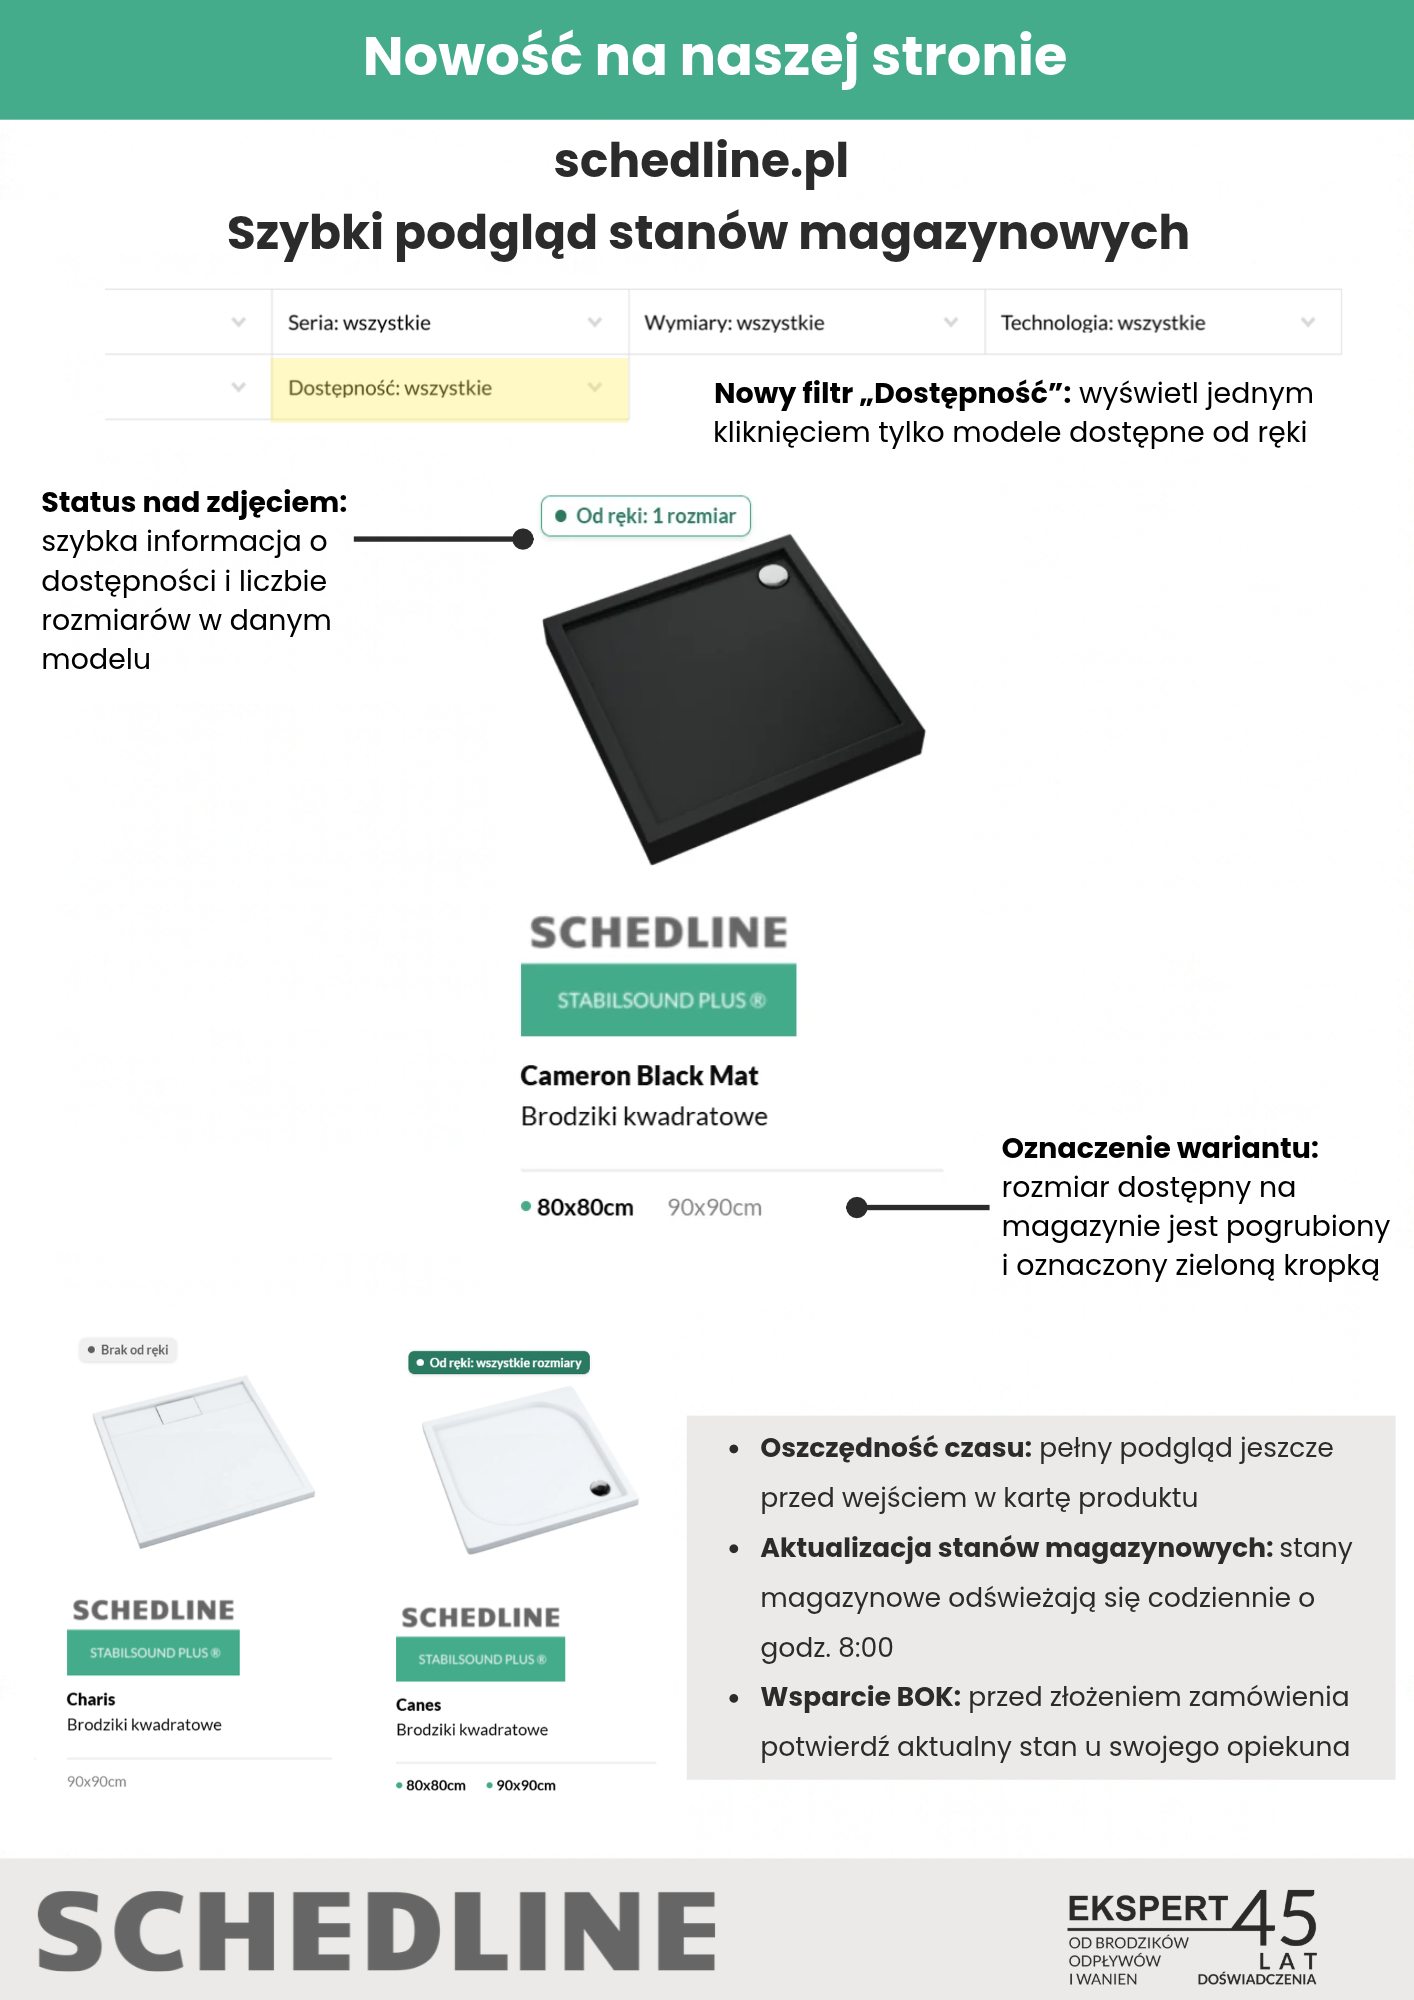 Nowość na naszej stronie
schedline.pl
Szybki podgląd stanów magazynowych
Seria: wszystkie
Wymiary: wszystkie
Technologia: wszystkie
Dostępność: wszystkie
Nowy filtr „Dostępność”: wyświetl jednym
kliknięciem tylko modele dostępne od ręki
Status nad zdjęciem:
szybka informacja o
dostępności i liczbie
rozmiarów w danym
modelu
Od ręki: 1 rozmiar
SCHEDLINE
STABILSOUND PLUS ®
Cameron Black Mat
Brodziki kwadratowe
80x80cm 90x90cm
Oznaczenie wariantu:
rozmiar dostępny na
magazynie jest pogrubiony
i oznaczony zieloną kropką
Brak od ręki
SCHEDLINE
STABILSOUND PLUS ®
Charis
Brodziki kwadratowe
90x90cm
Od ręki: wszystkie rozmiary
SCHEDLINE
STABILSOUND PLUS ®
Canes
Brodziki kwadratowe
80x80cm 90x90cm
• Oszczędność czasu: pełny podgląd jeszcze
przed wejściem w kartę produktu
• Aktualizacja stanów magazynowych: stany
magazynowe odświeżają się codziennie o
godz. 8:00
• Wsparcie BOK: przed złożeniem zamówienia
potwierdź aktualny stan u swojego opiekuna
SCHEDLINE
EKSPERT 45
OD BRODZIKÓW
ODPŁYWÓW
I WANIEN
LAT
DOŚWIADCZENIA